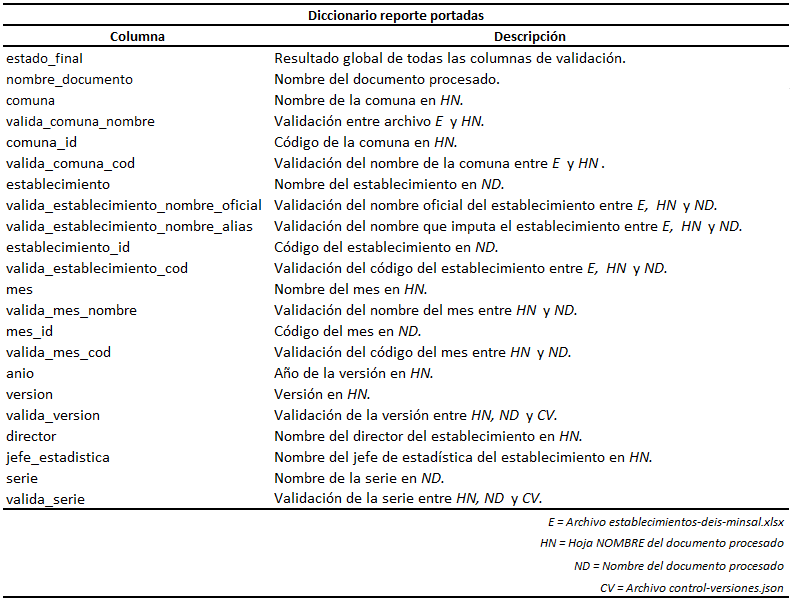 Diccionario reporte portadas
Columna Descripción
estado_final Resultado global de todas las columnas de validación.
nombre_documento Nombre del documento procesado.
comuna Nombre de la comuna en HN.
valida_comuna_nombre Validación entre archivo E y HN.
comuna_id Código de la comuna en HN.
valida_comuna_cod Validación del nombre de la comuna entre E y HN .
establecimiento Nombre del establecimiento en ND.
valida_establecimiento_nombre_oficial Validación del nombre oficial del establecimiento entre E, HN y ND.
valida_establecimiento_nombre_alias Validación del nombre que imputa el establecimiento entre E, HN y ND.
establecimiento_id Código del establecimiento en ND.
valida_establecimiento_cod Validación del código del establecimiento entre E, HN y ND.
mes Nombre del mes en HN.
valida_mes_nombre Validación del nombre del mes entre HN y ND.
mes_id Código del mes en ND.
valida_mes_cod Validación del código del mes entre HN y ND.
anio Año de la versión en HN.
version Versión en HN.
valida_version Validación de la versión entre HN, ND y CV.
director Nombre del director del establecimiento en HN.
jefe_estadistica Nombre del jefe de estadística del establecimiento en HN.
serie Nombre de la serie en ND.
valida_serie Validación de la serie entre HN, ND y CV.
E = Archivo establecimientos-deis-minsal.xlsx
HN = Hoja NOMBRE del documento procesado
ND = Nombre del documento procesado
CV = Archivo control-versiones.json